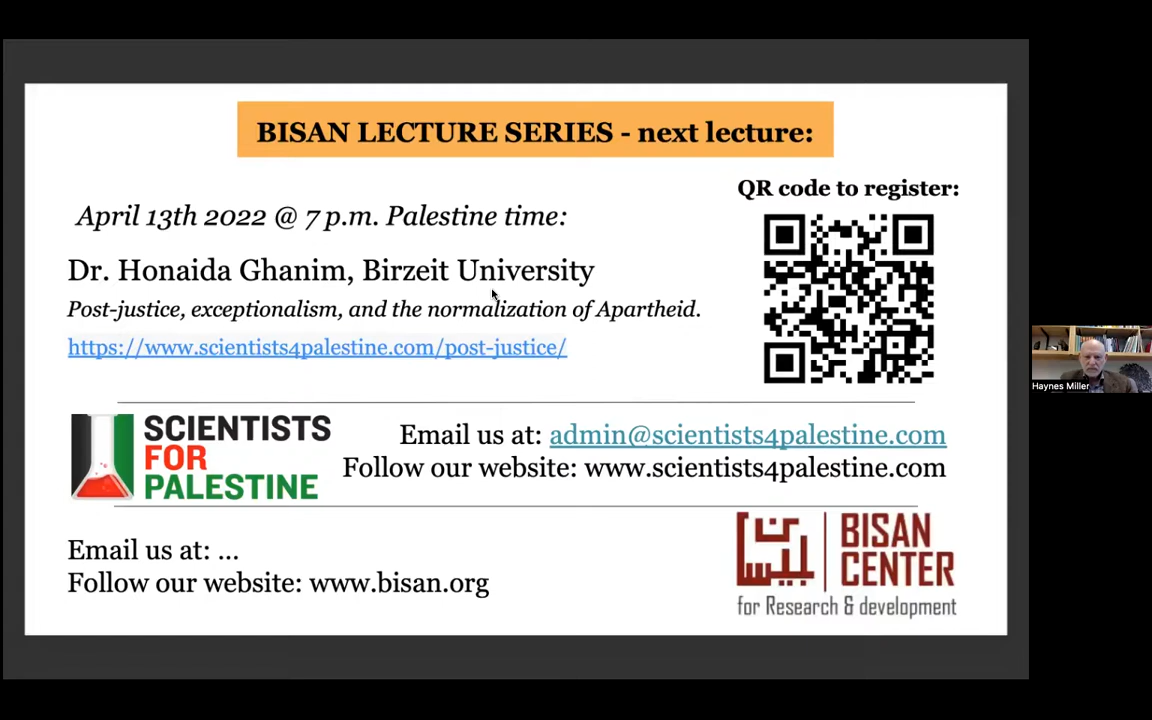 BISAN LECTURE SERIES - next lecture:
QR code to register:
April 13th 2022 @ 7 p.m. Palestine time:
Dr. Honaida Ghanim, Birzeit University
Post-justice, exceptionalism, and the normalization of Apartheid.
https://www.scientists4palestine.com/post-justice/
Haynes Miller
SCIENTISTS
FOR
PALESTINE
Email us at: admin@scientists4palestine.com
Follow our website: www.scientists4palestine.com
Email us at: ...
Follow our website: www.bisan.org
بيسان
BISAN
CENTER
for Research & development